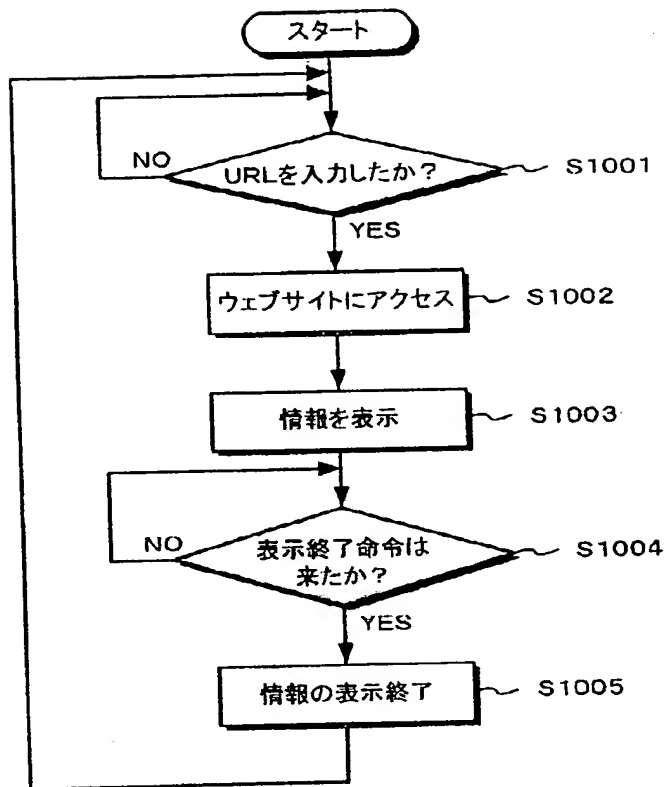 スタート
NO
URLを入力したか?
S1001
YES
ウェブサイトにアクセス
S1002
情報を表示
S1003
NO
表示終了命令は
来たか?
S1004
YES
情報の表示終了
S1005